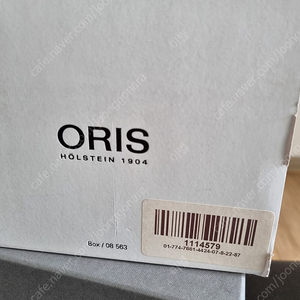 ORIS
HÖLSTEIN 1904
Box / 08 563
1114579
01-774-7661-4424-07-8-22-87